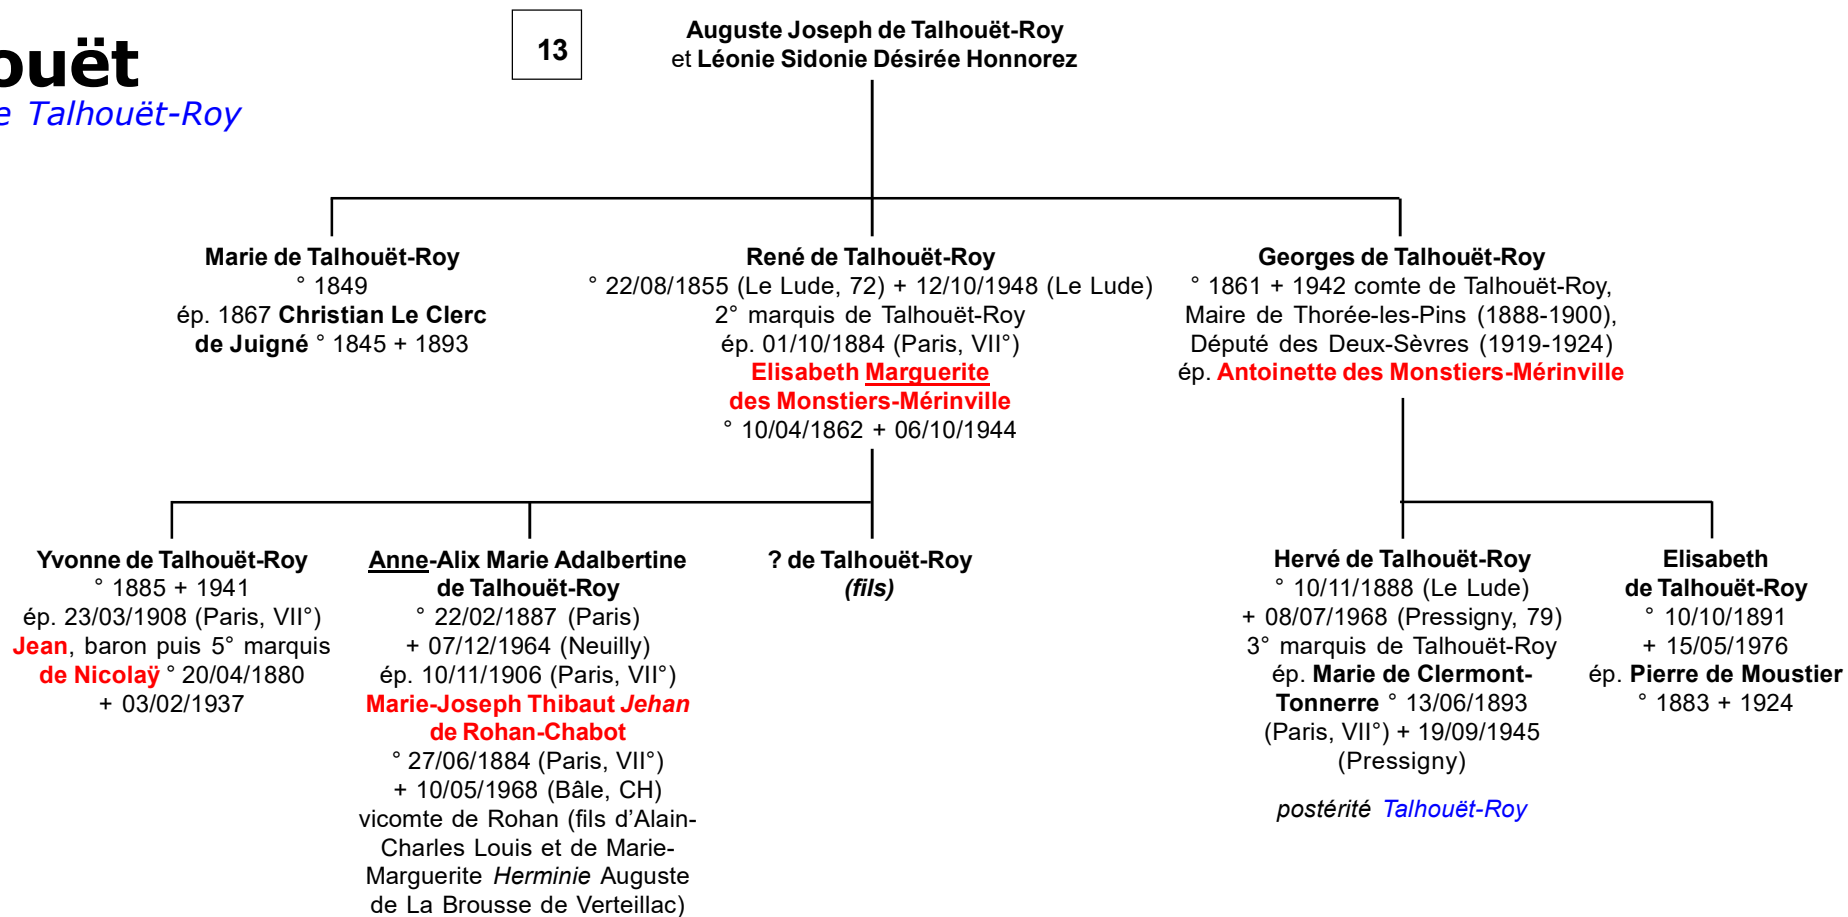 ouët
e Talhouët-Roy
13
Auguste Joseph de Talhouët-Roy
et Léonie Sidonie Désirée Honnorez
Marie de Talhouët-Roy
° 1849
ép. 1867 Christian Le Clerc
de Juigné ° 1845 + 1893
René de Talhouët-Roy
° 22/08/1855 (Le Lude, 72) + 12/10/1948 (Le Lude)
2° marquis de Talhouët-Roy
ép. 01/10/1884 (Paris, VII°)
Elisabeth Marguerite
des Monstiers-Mérinville
° 10/04/1862 + 06/10/1944
Georges de Talhouët-Roy
° 1861 + 1942 comte de Talhouët-Roy,
Maire de Thorée-les-Pins (1888-1900),
Député des Deux-Sèvres (1919-1924)
ép. Antoinette des Monstiers-Mérinville
Yvonne de Talhouët-Roy
° 1885 + 1941
ép. 23/03/1908 (Paris, VII°)
Jean, baron puis 5° marquis
de Nicolaÿ ° 20/04/1880
+ 03/02/1937
Anne-Alix Marie Adalbertine
de Talhouët-Roy
° 22/02/1887 (Paris)
+ 07/12/1964 (Neuilly)
ép. 10/11/1906 (Paris, VII°)
Marie-Joseph Thibaut Jehan
de Rohan-Chabot
° 27/06/1884 (Paris, VII°)
+ 10/05/1968 (Bâle, CH)
vicomte de Rohan (fils d’Alain-
Charles Louis et de Marie-
Marguerite Herminie Auguste
de La Brousse de Verteillac)
? de Talhouët-Roy
(fils)
Hervé de Talhouët-Roy
° 10/11/1888 (Le Lude)
+ 08/07/1968 (Pressigny, 79)
3° marquis de Talhouët-Roy
ép. Marie de Clermont-
Tonnerre ° 13/06/1893
(Paris, VII°) + 19/09/1945
(Pressigny)
postérité Talhouët-Roy
Elisabeth
de Talhouët-Roy
° 10/10/1891
+ 15/05/1976
ép. Pierre de Moustier
° 1883 + 1924